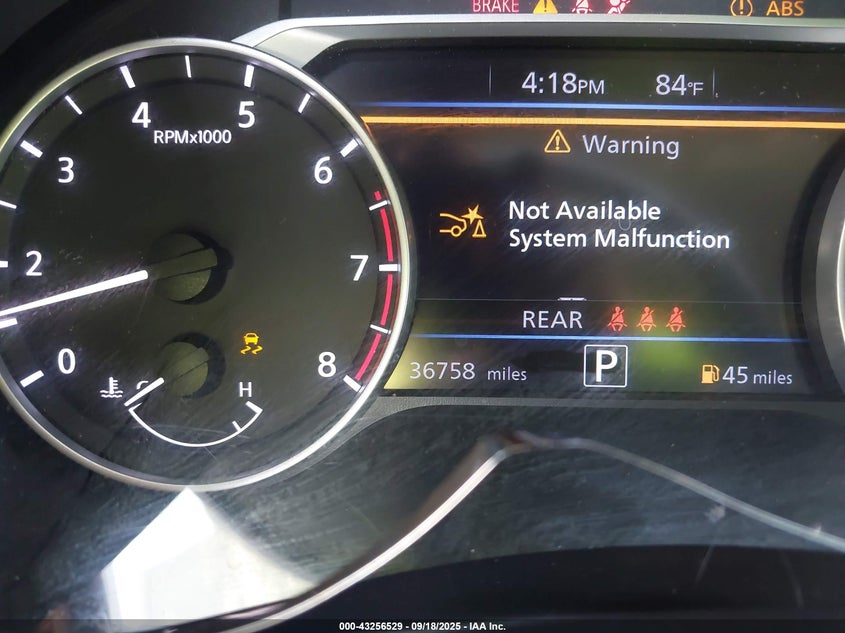 BRAKE
ABS
4:18PM 84°F
Warning
Not Available
System Malfunction
REAR
36758 miles P 45 miles
4 5
RPMx1000
3 6
2 7
0 8
C H
000-43256529 - 09/18/2025 - IAA Inc.